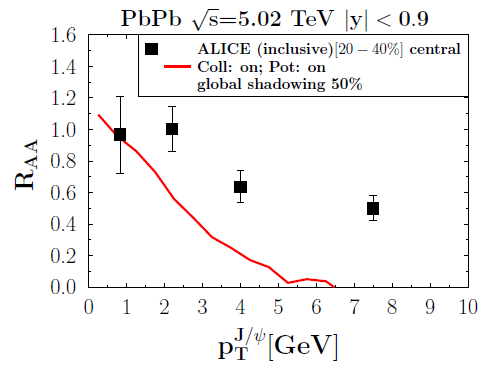 PbPb √s=5.02 TeV |y| < 0.9
ALICE (inclusive)[20 − 40%] central
Coll: on; Pot: on
global shadowing 50%
1.6
1.4
1.2
1.0
0.8
0.6
0.4
0.2
0.0
R_AA
0 1 2 3 4 5 6 7 8 9 10
p_T^{J/ψ}[GeV]